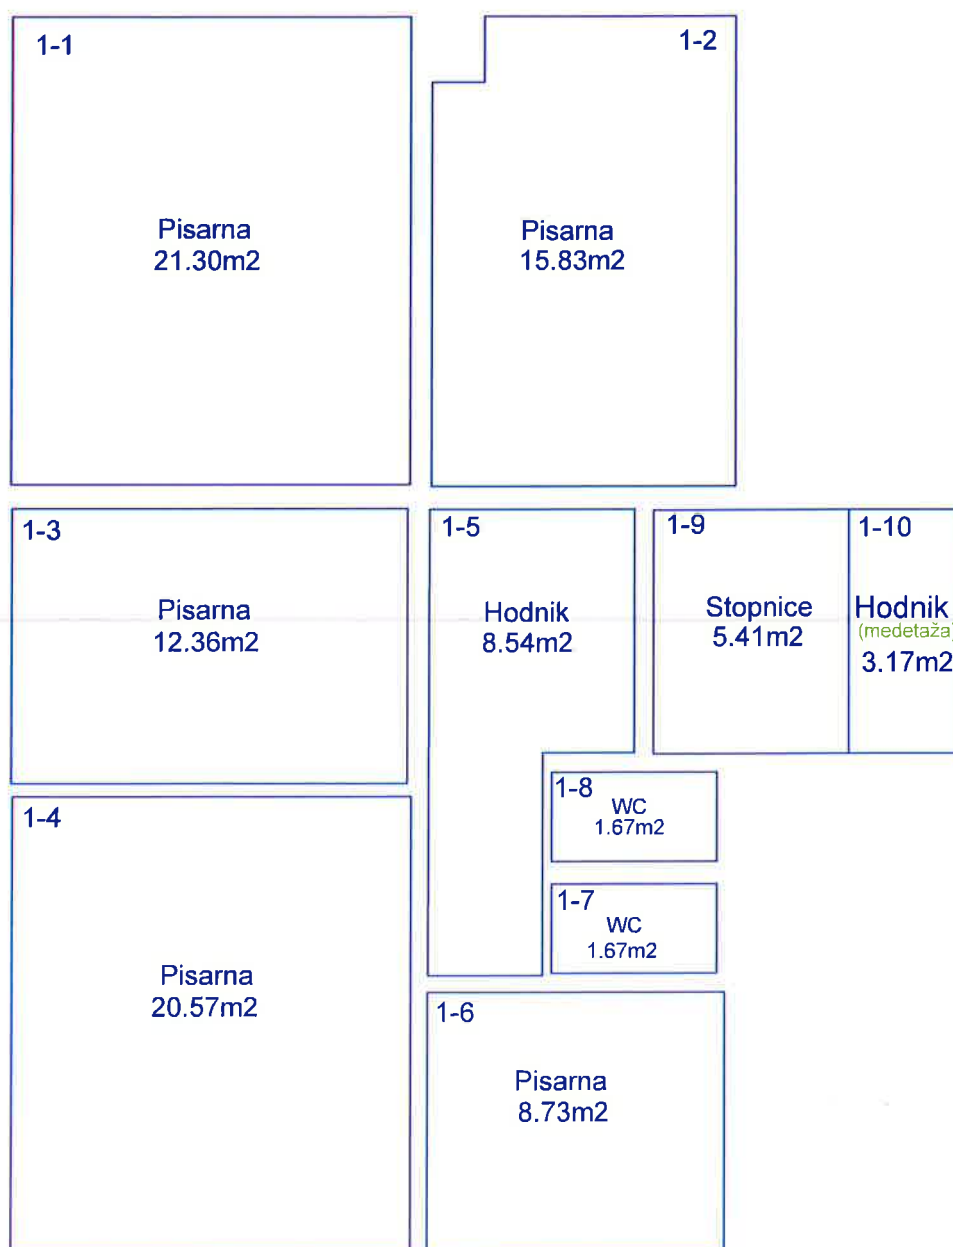 1-1
Pisarna
21.30m2
1-2
Pisarna
15.83m2
1-3
Pisarna
12.36m2
1-5
Hodnik
8.54m2
1-9
Stopnice
5.41m2
1-10
Hodnik
(medetaža)
3.17m2
1-8
WC
1.67m2
1-7
WC
1.67m2
1-4
Pisarna
20.57m2
1-6
Pisarna
8.73m2